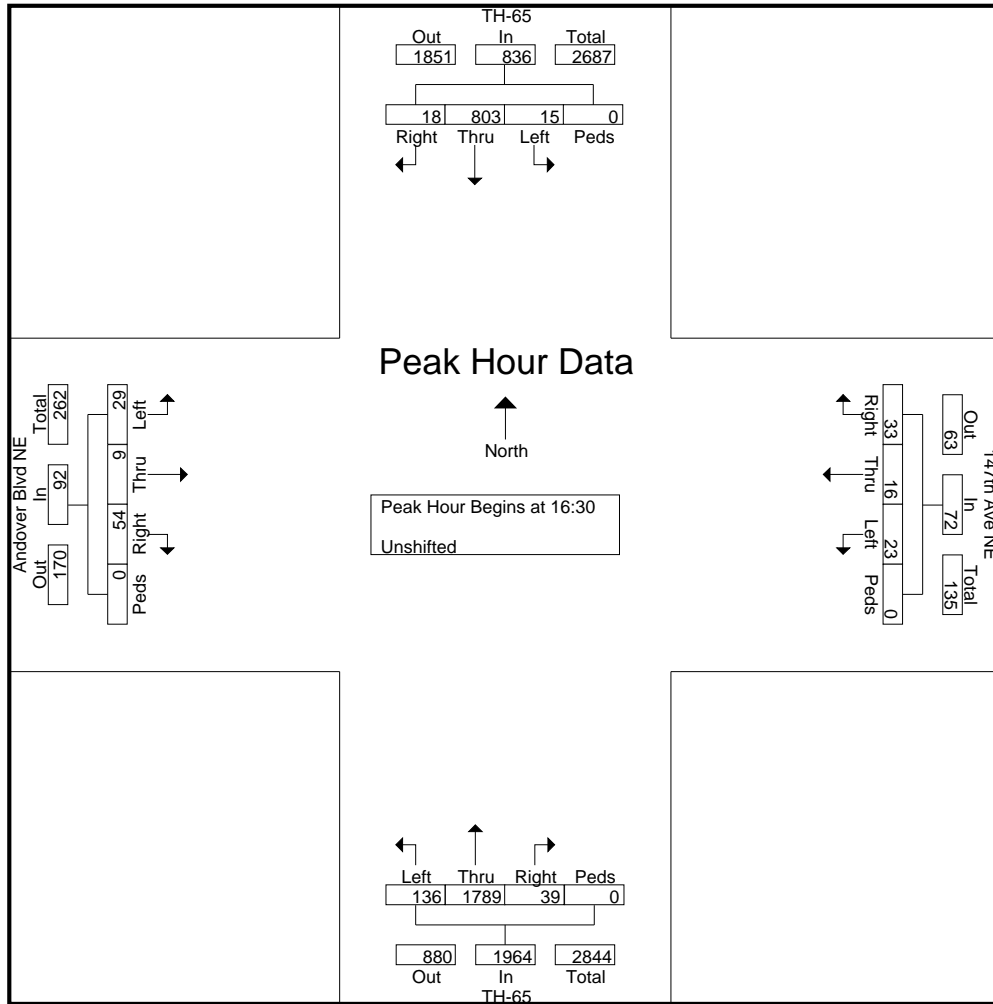 TH-65
Out In Total
1851 836 2687
18 803 15 0
Right Thru Left Peds
Peak Hour Data
North
Peak Hour Begins at 16:30
Unshifted
Andover Blvd NE
Out In Total
170 92 262
0 54 9 29
Peds Right Thru Left
147th Ave NE
Out In Total
63 72 135
33 16 23 0
Right Thru Left Peds
Left Thru Right Peds
136 1789 39 0
880 1964 2844
Out In Total
TH-65